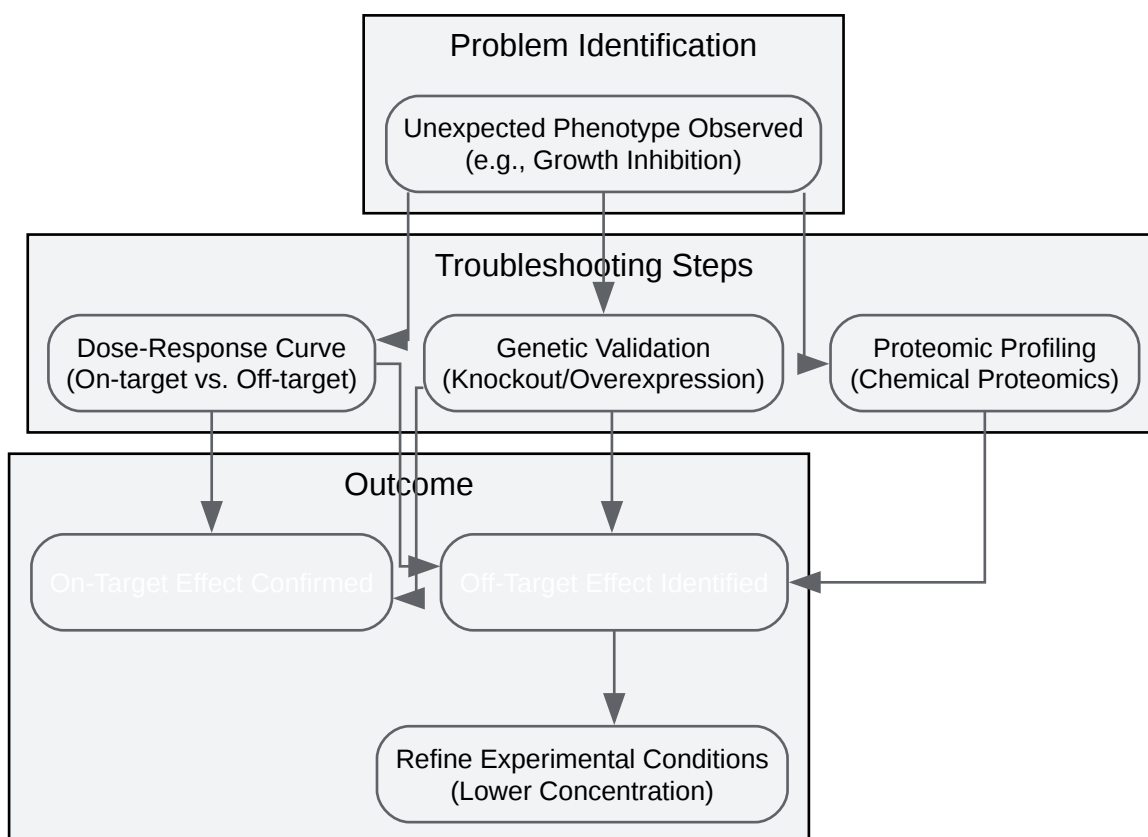 Problem Identification
Unexpected Phenotype Observed
(e.g., Growth Inhibition)
Troubleshooting Steps
Dose-Response Curve
(On-target vs. Off-target)
Genetic Validation
(Knockout/Overexpression)
Proteomic Profiling
(Chemical Proteomics)
Outcome
On-Target Effect Confirmed
Off-Target Effect Identified
Refine Experimental Conditions
(Lower Concentration)